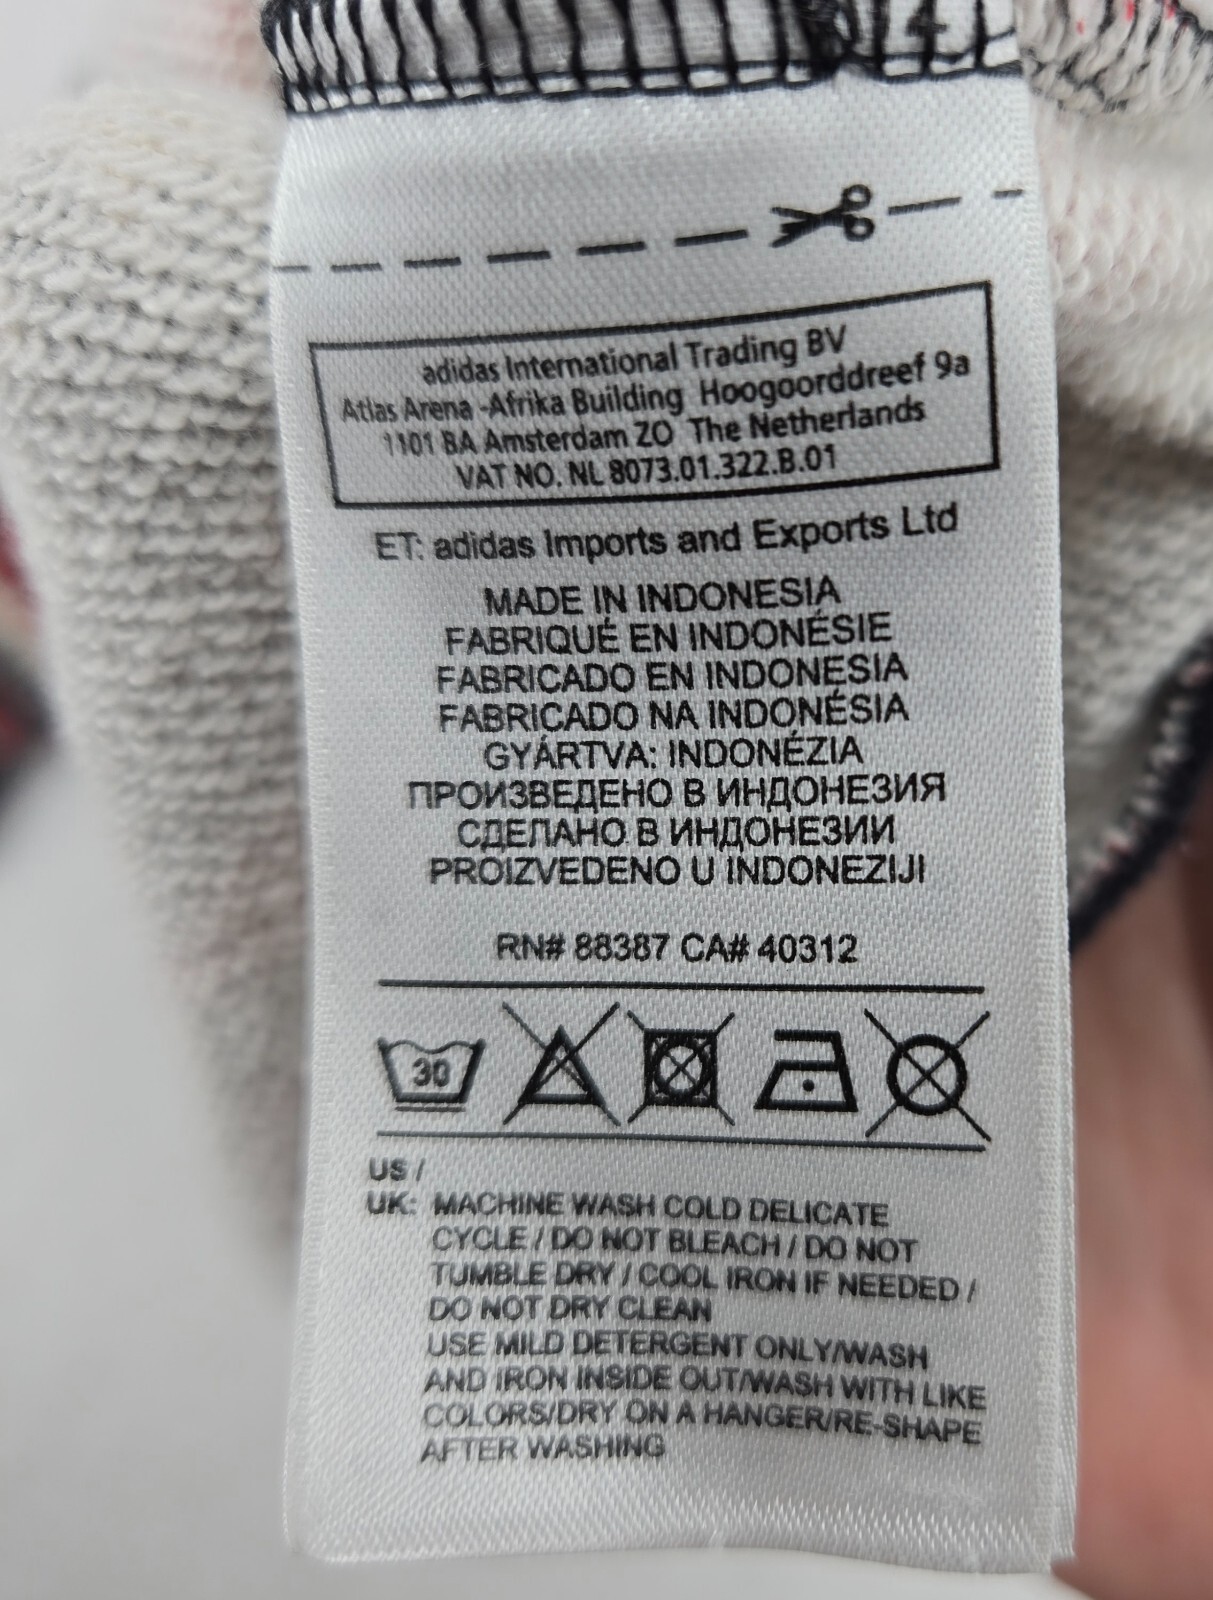 adidas International Trading BV
Atlas Arena -Afrika Building Hoogoorddreef 9a
1101 BA Amsterdam ZO The Netherlands
VAT NO. NL 8073.01.322.B.01
ET: adidas Imports and Exports Ltd
MADE IN INDONESIA
FABRIQUÉ EN INDONÉSIE
FABRICADO EN INDONESIA
FABRICADO NA INDONÉSIA
GYÁRTVA: INDONÉZIA
ПРОИЗВЕДЕНО В ИНДОНЕЗИЯ
СДЕЛАНО В ИНДОНЕЗИИ
PROIZVEDENO U INDONEZIJI
RN# 88387 CA# 40312
30
US /
UK: MACHINE WASH COLD DELICATE
CYCLE / DO NOT BLEACH / DO NOT
TUMBLE DRY / COOL IRON IF NEEDED /
DO NOT DRY CLEAN
USE MILD DETERGENT ONLY/WASH
AND IRON INSIDE OUT/WASH WITH LIKE
COLORS/DRY ON A HANGER/RE-SHAPE
AFTER WASHING